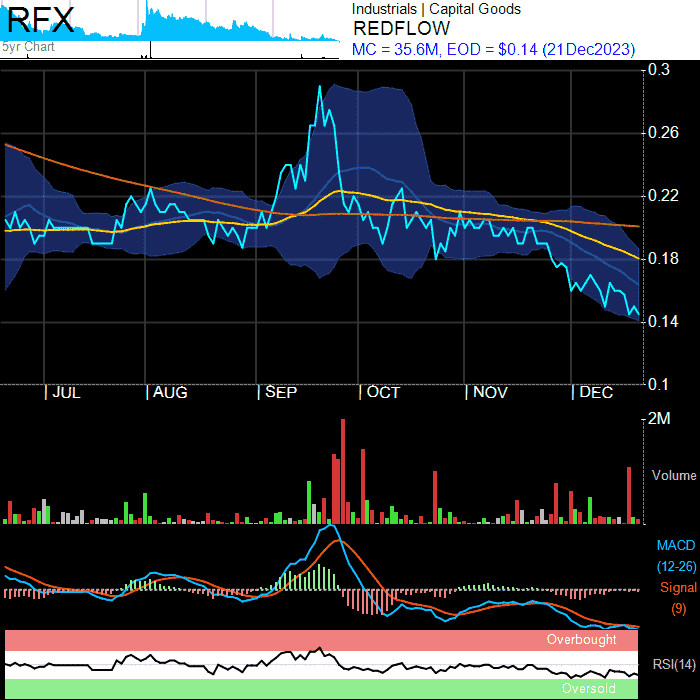 RFX
5yr Chart
Industrials | Capital Goods
REDFLOW
MC = 35.6M, EOD = $0.14 (21Dec2023)
0.3
0.26
0.22
0.18
0.14
0.1
| JUL | AUG | SEP | OCT | NOV | DEC
2M
Volume
MACD
(12-26)
Signal
(9)
Overbought
RSI(14)
Oversold